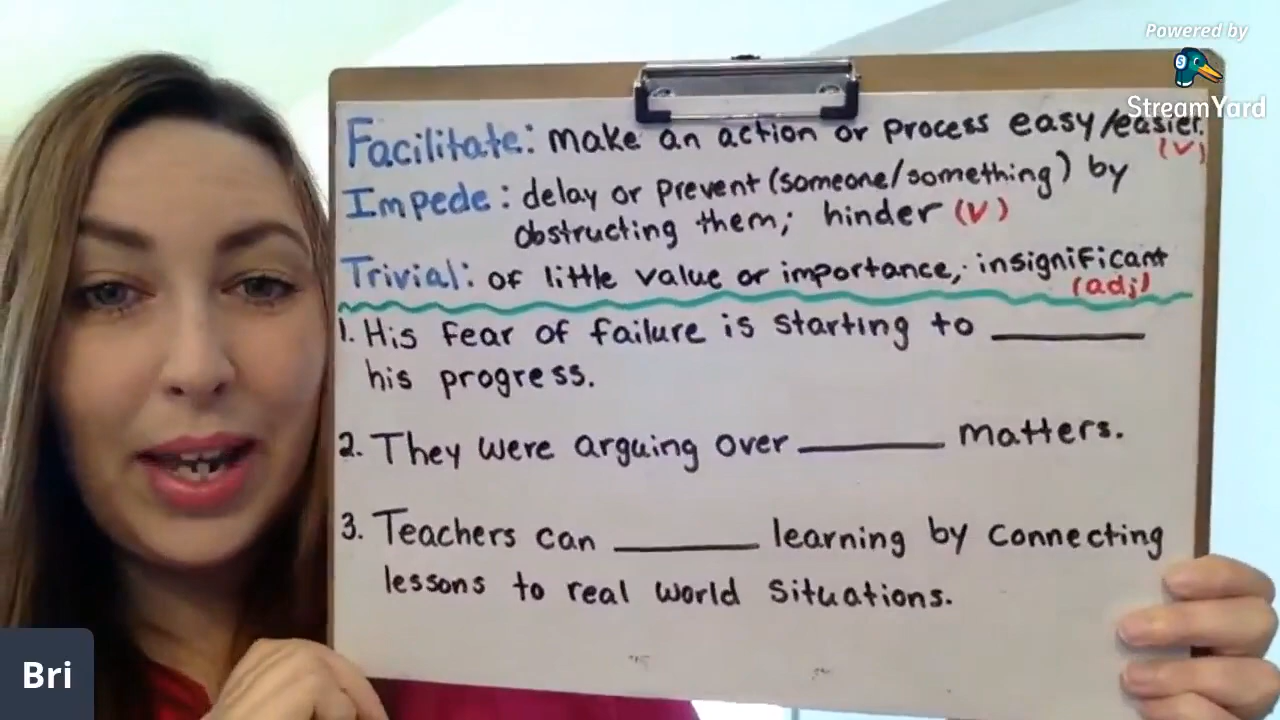 Powered by
StreamYard
Facilitate: make an action or process easy/easier.
(v)
Impede: delay or prevent (someone/something) by
obstructing them; hinder (v)
Trivial: of little value or importance, insignificant
(adj)
1. His fear of failure is starting to ________
his progress.
2. They were arguing over ________ matters.
3. Teachers can ________ learning by connecting
lessons to real world situations.
Bri